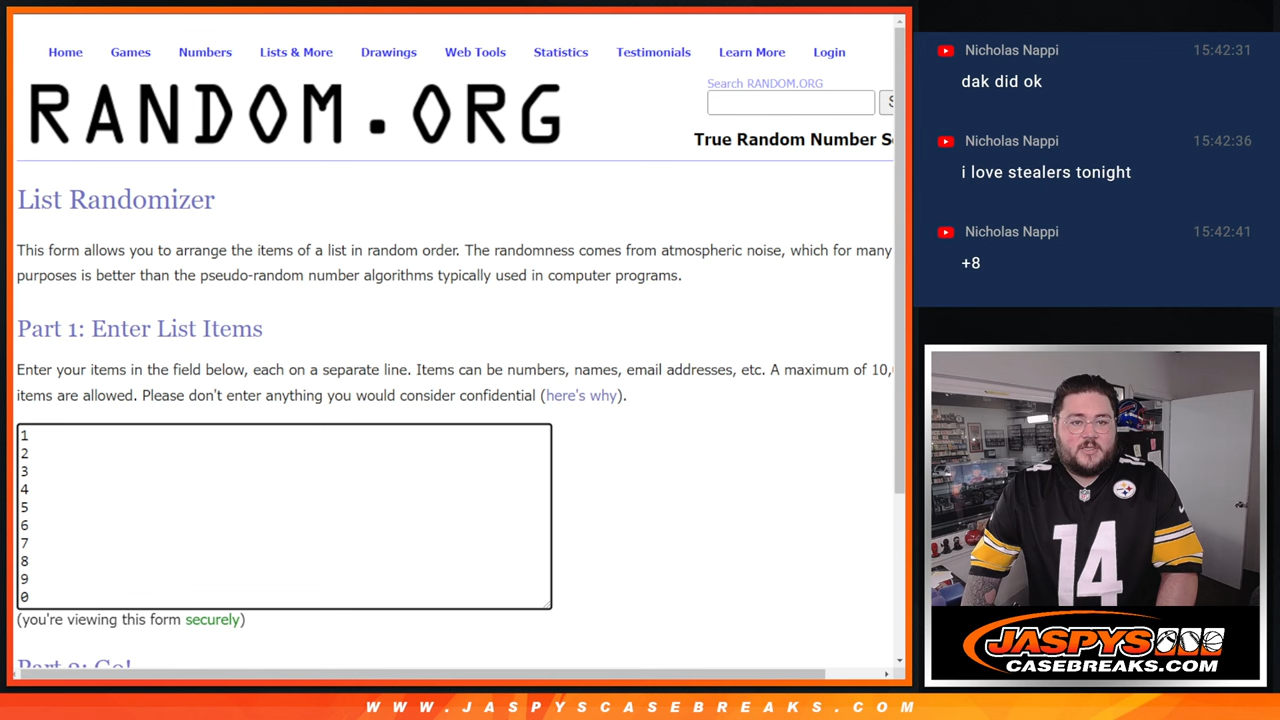 Home Games Numbers Lists & More Drawings Web Tools Statistics Testimonials Learn More Login
RANDOM.ORG
Search RANDOM.ORG
True Random Number
List Randomizer
This form allows you to arrange the items of a list in random order. The randomness comes from atmospheric noise, which for many
purposes is better than the pseudo-random number algorithms typically used in computer programs.
Part 1: Enter List Items
Enter your items in the field below, each on a separate line. Items can be numbers, names, email addresses, etc. A maximum of 10,
items are allowed. Please don't enter anything you would consider confidential (here's why).
1
2
3
4
5
6
7
8
9
0
(you're viewing this form securely)
Part 2: Go!
Nicholas Nappi 15:42:31
dak did ok
Nicholas Nappi 15:42:36
i love stealers tonight
Nicholas Nappi 15:42:41
+8
14
JASPYS
CASEBREAKS.COM
WWW.JASPYSCASEBREAKS.COM